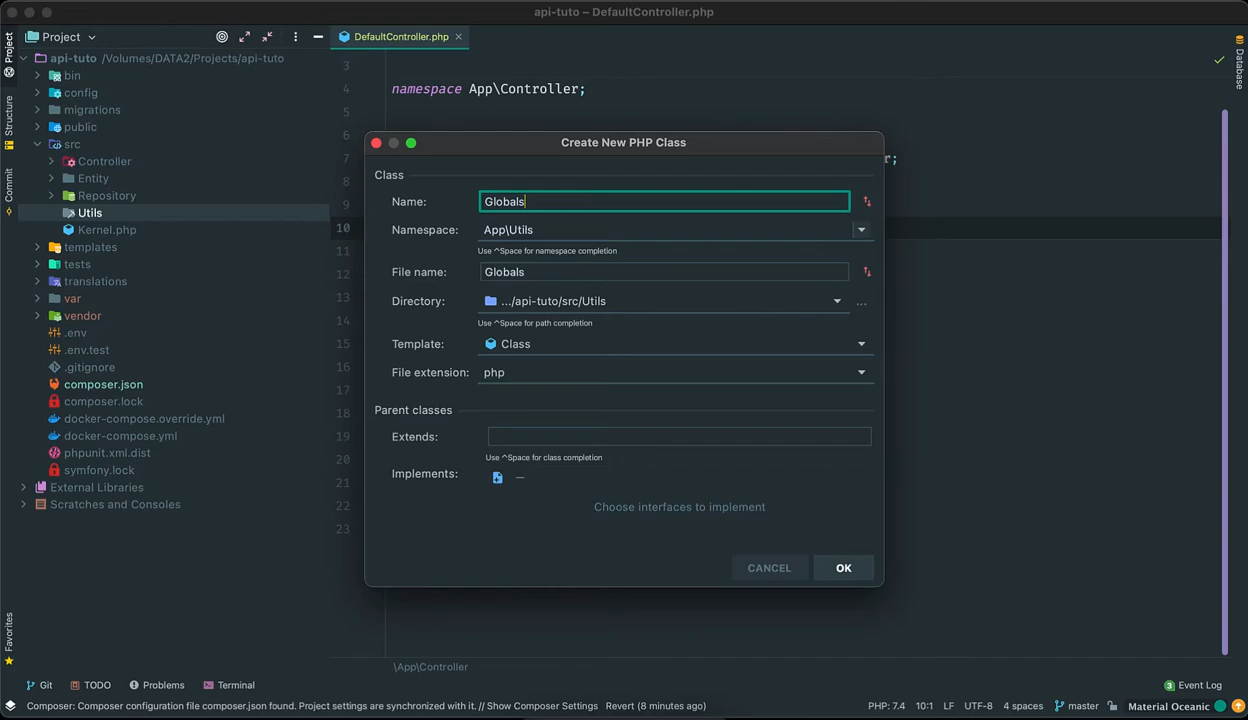 api-tuto – DefaultController.php
Project
DefaultController.php
api-tuto /Volumes/DATA2/Projects/api-tuto
bin
config
migrations
public
src
Controller
Entity
Repository
Utils
Kernel.php
templates
tests
translations
var
vendor
.env
.env.test
.gitignore
composer.json
composer.lock
docker-compose.override.yml
docker-compose.yml
phpunit.xml.dist
symfony.lock
External Libraries
Scratches and Consoles
Project
Structure
Commit
Favorites
Database
3
4 namespace App\Controller;
5
6
7 r;
8
9
10
11
12
13
14
15
16
17
18
19
20
21
22
23
Create New PHP Class
Class
Name: Globals
Namespace: App\Utils
Use ^Space for namespace completion
File name: Globals
Directory: .../api-tuto/src/Utils
...
Use ^Space for path completion
Template: Class
File extension: php
Parent classes
Extends:
Use ^Space for class completion
Implements:
Choose interfaces to implement
CANCEL OK
\App\Controller
Git TODO Problems Terminal 3 Event Log
Composer: Composer configuration file composer.json found. Project settings are synchronized with it. // Show Composer Settings Revert (8 minutes ago) PHP: 7.4 10:1 LF UTF-8 4 spaces master Material Oceanic